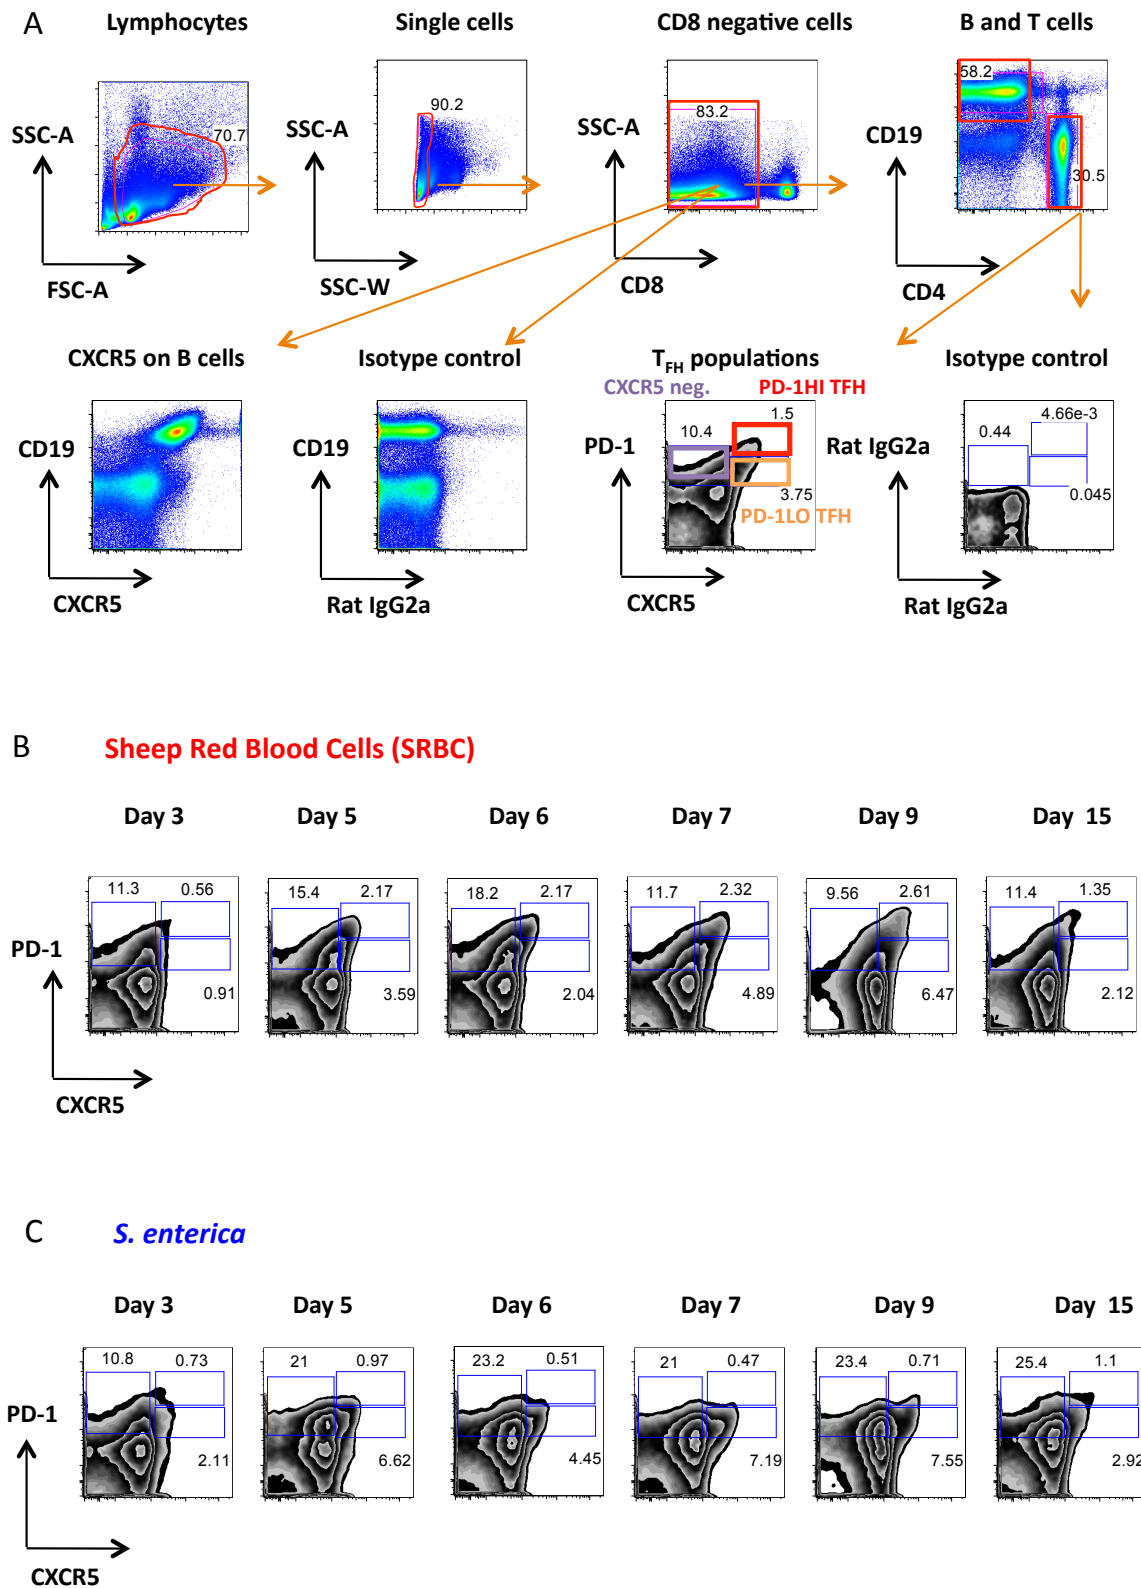 A
Lymphocytes
Single cells
CD8 negative cells
B and T cells
SSC-A
70.7
SSC-A
90.2
SSC-A
83.2
CD19
58.2
30.5
FSC-A
SSC-W
CD8
CD4
CXCR5 on B cells
Isotype control
TFH populations
Isotype control
CXCR5 neg.
PD-1HI TFH
CD19
CD19
PD-1
10.4
1.5
3.75
PD-1LO TFH
Rat IgG2a
0.44
4.66e-3
0.045
CXCR5
Rat IgG2a
CXCR5
Rat IgG2a
B
Sheep Red Blood Cells (SRBC)
Day 3
Day 5
Day 6
Day 7
Day 9
Day 15
PD-1
11.3
0.56
0.91
15.4
2.17
3.59
18.2
2.17
2.04
11.7
2.32
4.89
9.56
2.61
6.47
11.4
1.35
2.12
CXCR5
C
S. enterica
Day 3
Day 5
Day 6
Day 7
Day 9
Day 15
PD-1
10.8
0.73
2.11
21
0.97
6.62
23.2
0.51
4.45
21
0.47
7.19
23.4
0.71
7.55
25.4
1.1
2.92
CXCR5